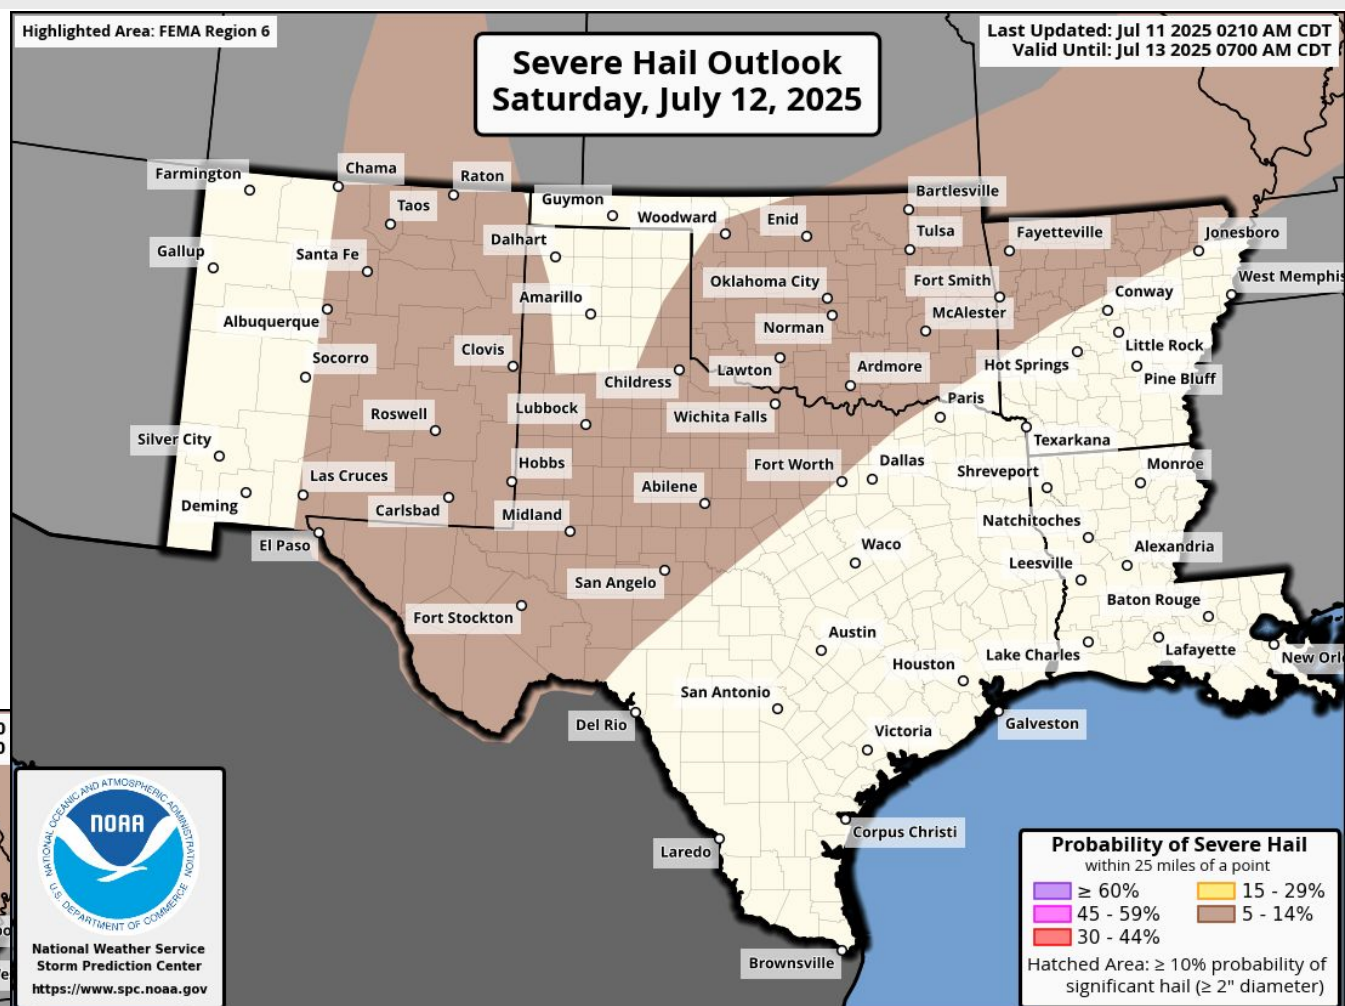 Highlighted Area: FEMA Region 6
Severe Hail Outlook
Saturday, July 12, 2025
Last Updated: Jul 11 2025 0210 AM CDT
Valid Until: Jul 13 2025 0700 AM CDT
Farmington
Chama
Raton
Taos
Guymon
Woodward
Enid
Bartlesville
Tulsa
Fayetteville
Jonesboro
Gallup
Santa Fe
Dalhart
Oklahoma City
Fort Smith
West Memphis
Albuquerque
Amarillo
Norman
McAlester
Conway
Socorro
Clovis
Childress
Lawton
Ardmore
Hot Springs
Little Rock
Pine Bluff
Roswell
Lubbock
Wichita Falls
Paris
Silver City
Las Cruces
Hobbs
Abilene
Fort Worth
Dallas
Shreveport
Texarkana
Monroe
Deming
Carlsbad
Midland
Natchitoches
El Paso
San Angelo
Waco
Leesville
Alexandria
Fort Stockton
Baton Rouge
Austin
Houston
Lake Charles
Lafayette
New Orl
Del Rio
San Antonio
Victoria
Galveston
Laredo
Corpus Christi
Brownsville
NATIONAL OCEANIC AND ATMOSPHERIC ADMINISTRATION
NOAA
U.S. DEPARTMENT OF COMMERCE
National Weather Service
Storm Prediction Center
https://www.spc.noaa.gov
Probability of Severe Hail
within 25 miles of a point
≥ 60%
15 - 29%
45 - 59%
5 - 14%
30 - 44%
Hatched Area: ≥ 10% probability of
significant hail (≥ 2" diameter)